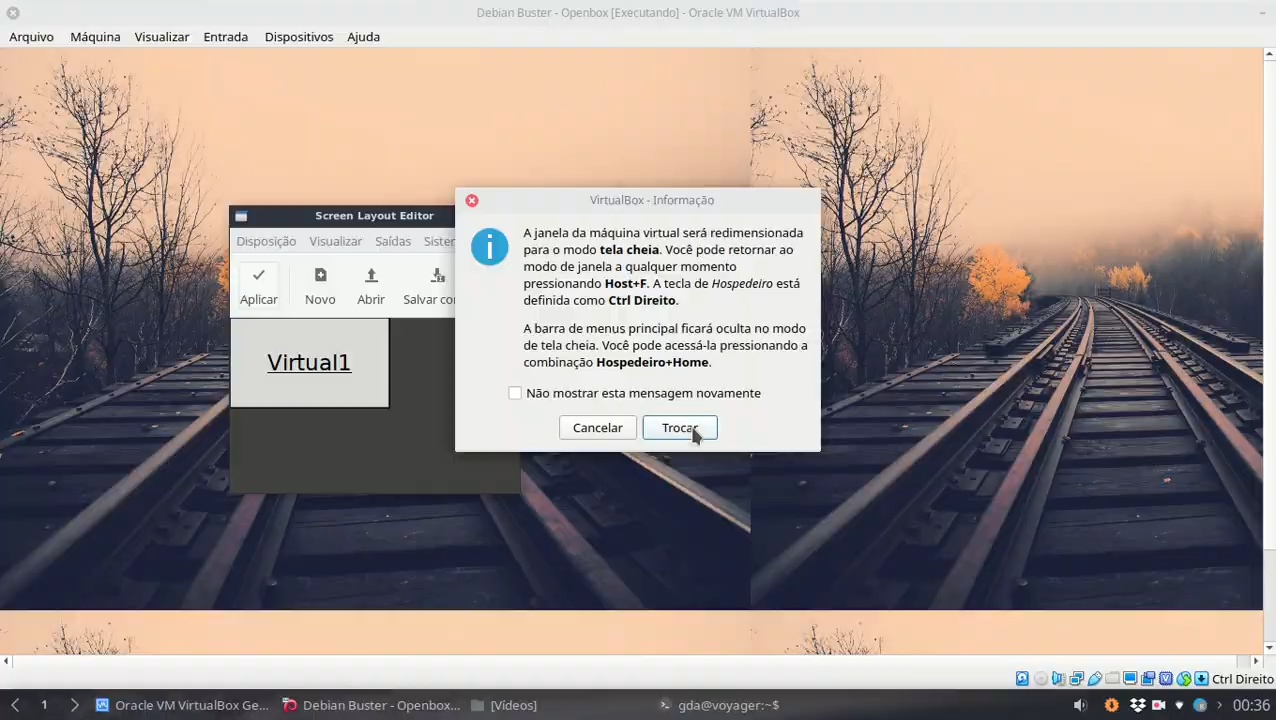 Debian Buster - Openbox [Executando] - Oracle VM VirtualBox
Arquivo Máquina Visualizar Entrada Dispositivos Ajuda
VirtualBox - Informação
A janela da máquina virtual será redimensionada
para o modo tela cheia. Você pode retornar ao
modo de janela a qualquer momento
pressionando Host+F. A tecla de Hospedeiro está
definida como Ctrl Direito.
A barra de menus principal ficará oculta no modo
de tela cheia. Você pode acessá-la pressionando a
combinação Hospedeiro+Home.
Não mostrar esta mensagem novamente
Cancelar Trocar
Screen Layout Editor
Disposição Visualizar Saídas Sister
Aplicar Novo Abrir Salvar co
Virtual1
Ctrl Direito
1 Oracle VM VirtualBox Ge... Debian Buster - Openbox... [Vídeos] gda@voyager:~$ 00:36